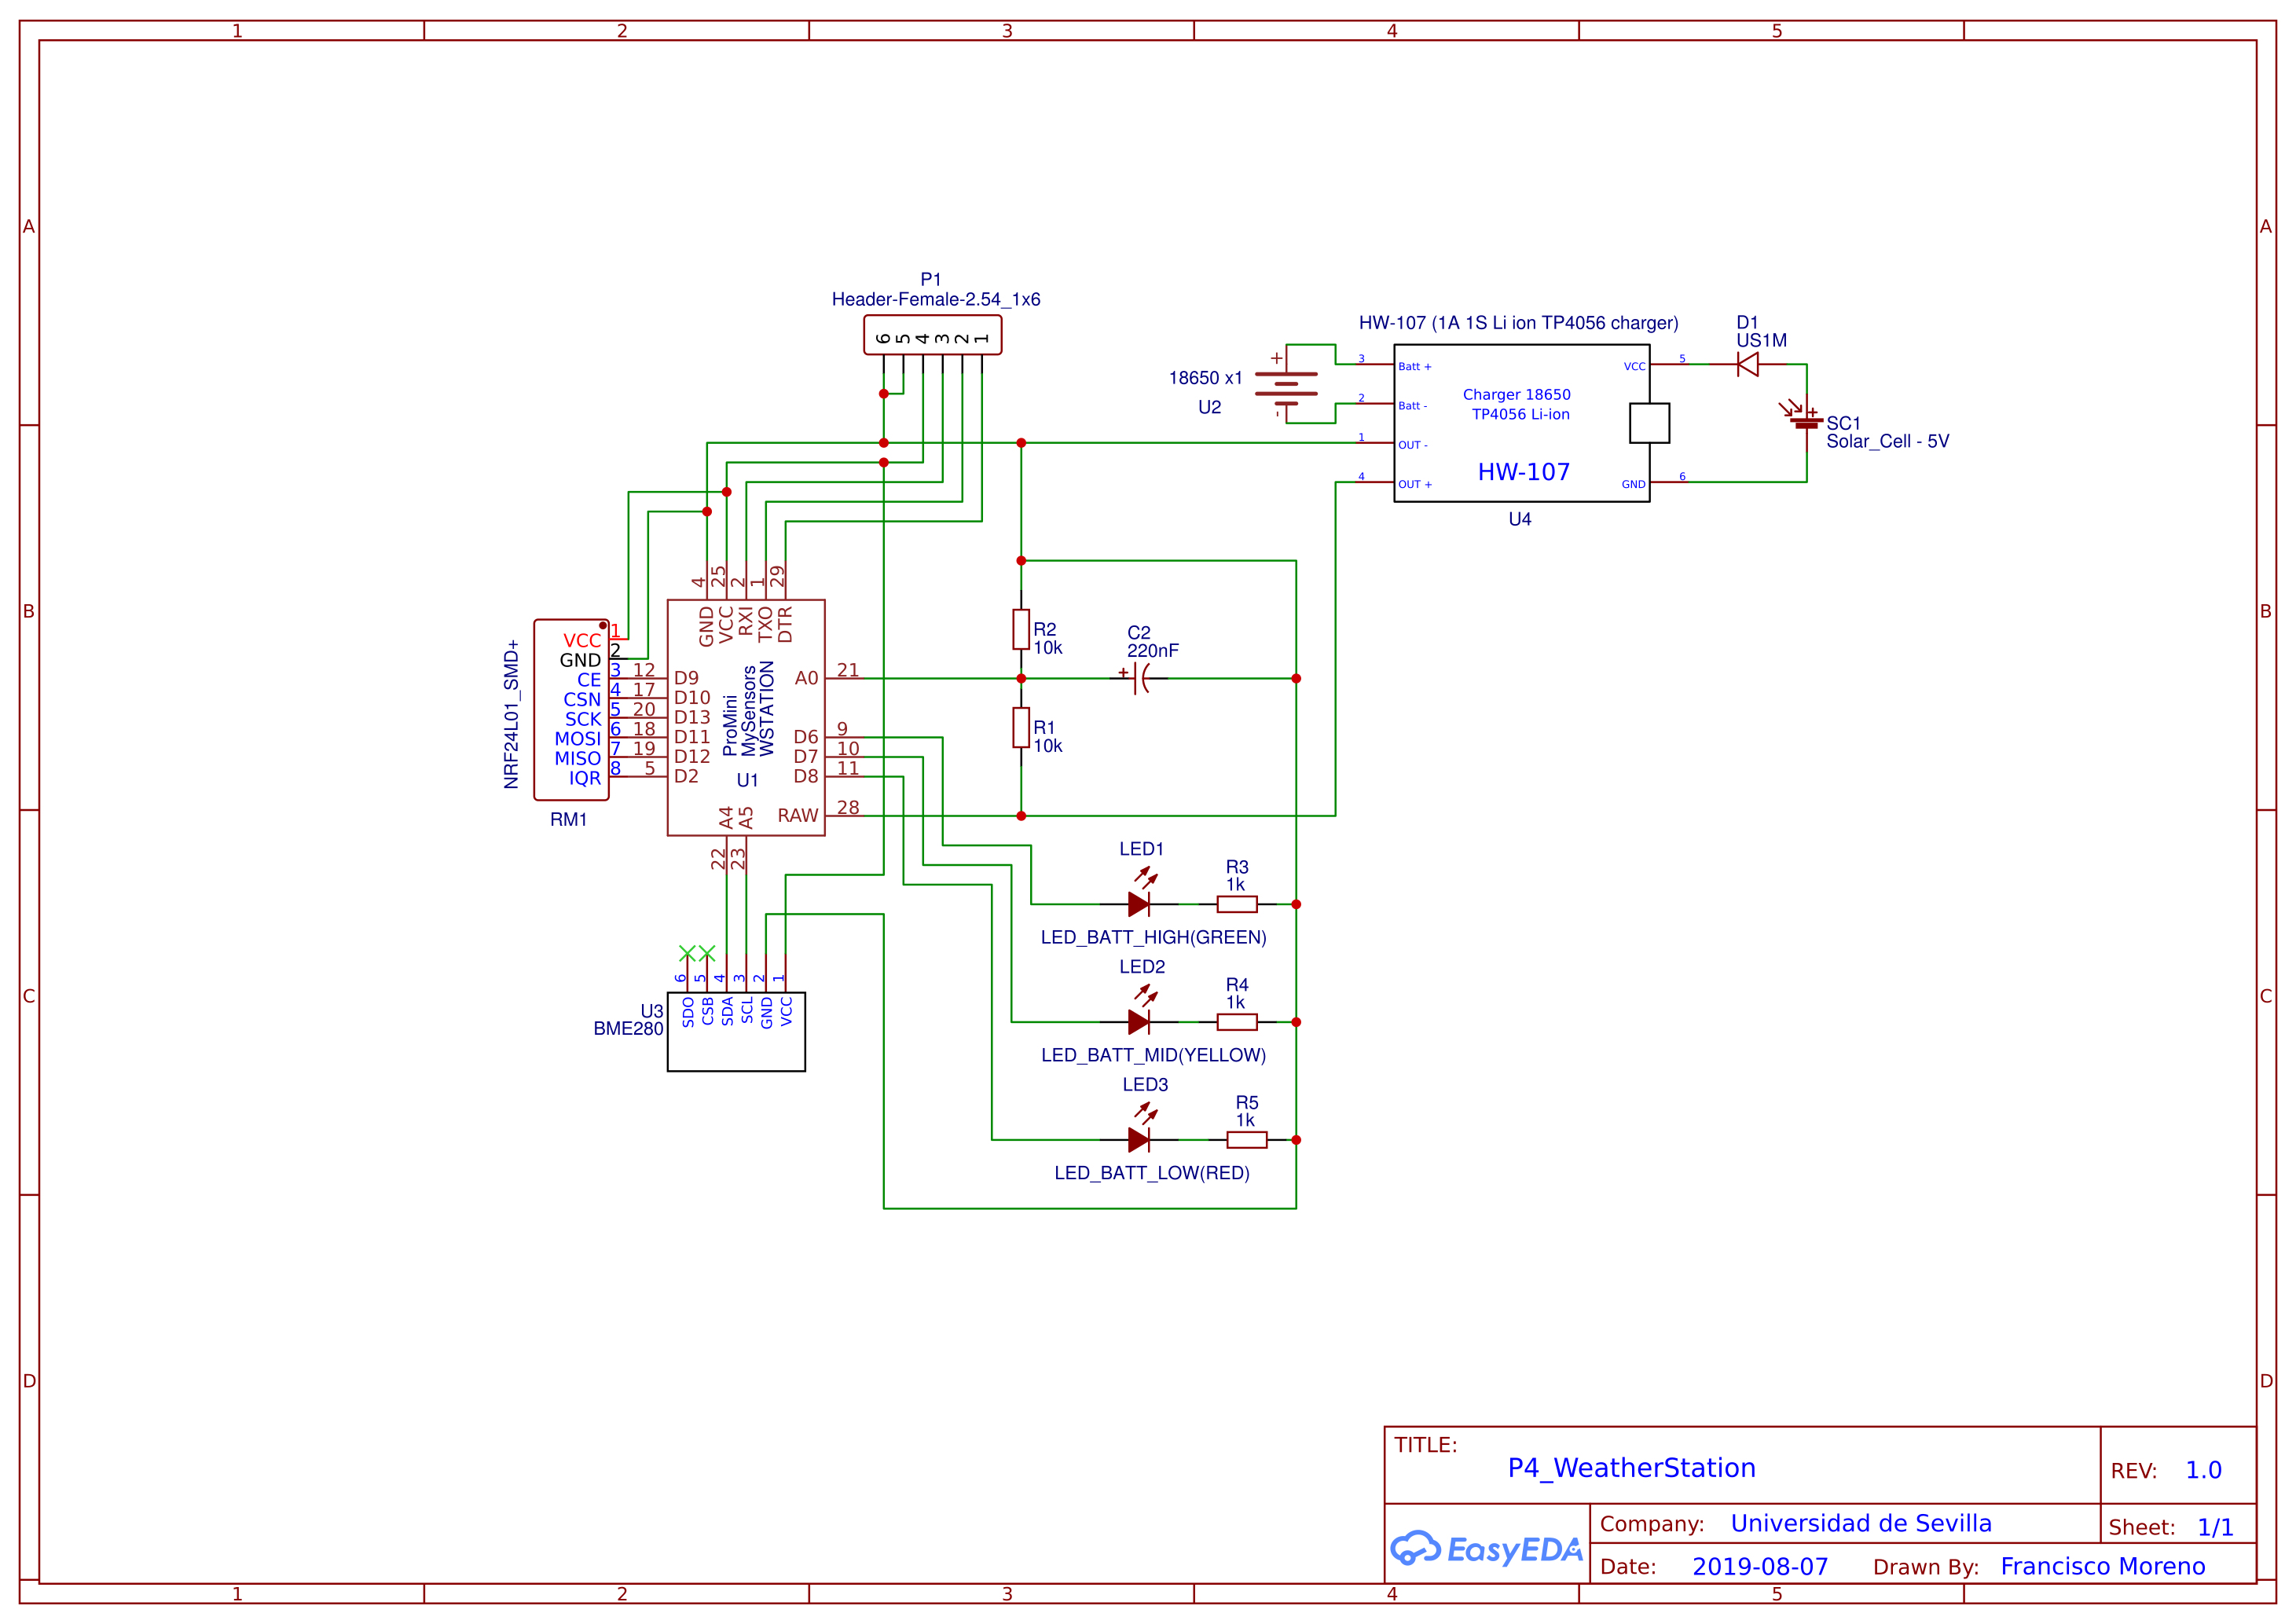 1 2 3 4 5
A A
B B
C C
D D
P1
Header-Female-2.54_1x6
6 5 4 3 2 1
HW-107 (1A 1S Li ion TP4056 charger)
3 Batt +
2 Batt -
1 OUT -
4 OUT +
Charger 18650
TP4056 Li-ion
HW-107
VCC 5
GND 6
U4
18650 x1
U2
+
-
D1
US1M
+
SC1
Solar_Cell - 5V
4 25 2 1 29
GND VCC RXI TXO DTR
NRF24L01_SMD+
VCC 1
GND 2
CE 3 12 D9
CSN 4 17 D10
SCK 5 20 D13
MOSI 6 18 D11
MISO 7 19 D12
IQR 8 5 D2
RM1
ProMini
MySensors
WSTATION
U1
A0 21
D6 9
D7 10
D8 11
RAW 28
A4 A5
22 23
R2
10k
C2
220nF
+
R1
10k
LED1
R3
1k
LED_BATT_HIGH(GREEN)
LED2
R4
1k
LED_BATT_MID(YELLOW)
LED3
R5
1k
LED_BATT_LOW(RED)
U3
BME280
6 5 4 3 2 1
SDO CSB SDA SCL GND VCC
TITLE:
P4_WeatherStation
REV: 1.0
EasyEDA
Company: Universidad de Sevilla
Sheet: 1/1
Date: 2019-08-07 Drawn By: Francisco Moreno
1 2 3 4 5